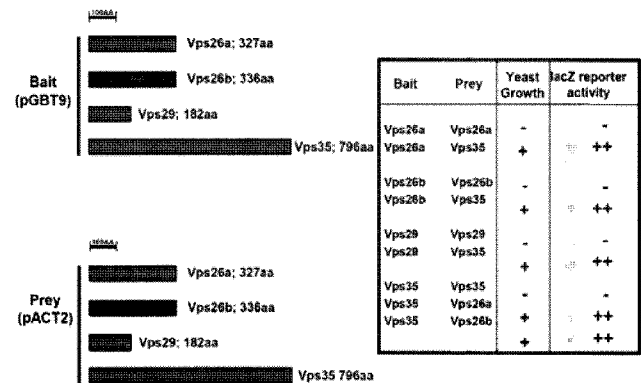 100AA
Vps26a; 327aa
Bait
(pGBT9)
Vps26b; 336aa
Vps29; 182aa
Vps35; 796aa
100AA
Vps26a; 327aa
Prey
(pACT2)
Vps26b; 336aa
Vps29; 182aa
Vps35 796aa
Bait Prey Yeast Growth lacZ reporter activity
Vps26a Vps26a - -
Vps26a Vps35 + ++
Vps26b Vps26b - -
Vps26b Vps35 + ++
Vps29 Vps29 - -
Vps29 Vps35 + ++
Vps35 Vps35 - -
Vps35 Vps26a + ++
Vps35 Vps26b + ++